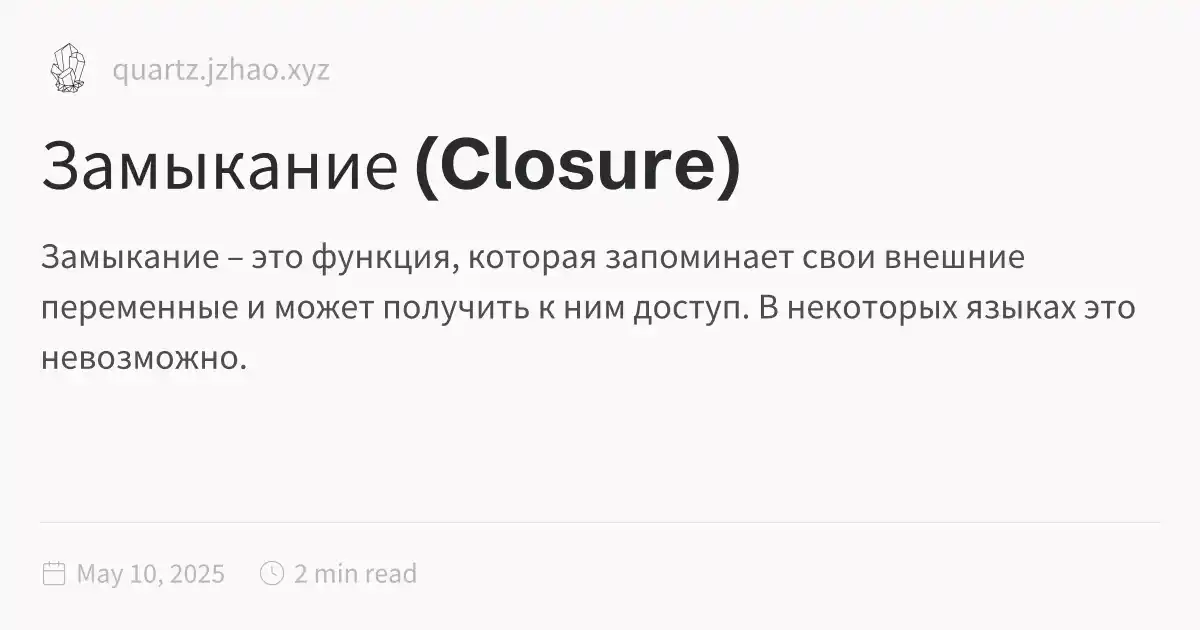 quartz.jzhao.xyz
Замыкание (Closure)
Замыкание – это функция, которая запоминает свои внешние
переменные и может получить к ним доступ. В некоторых языках это
невозможно.
May 10, 2025 2 min read